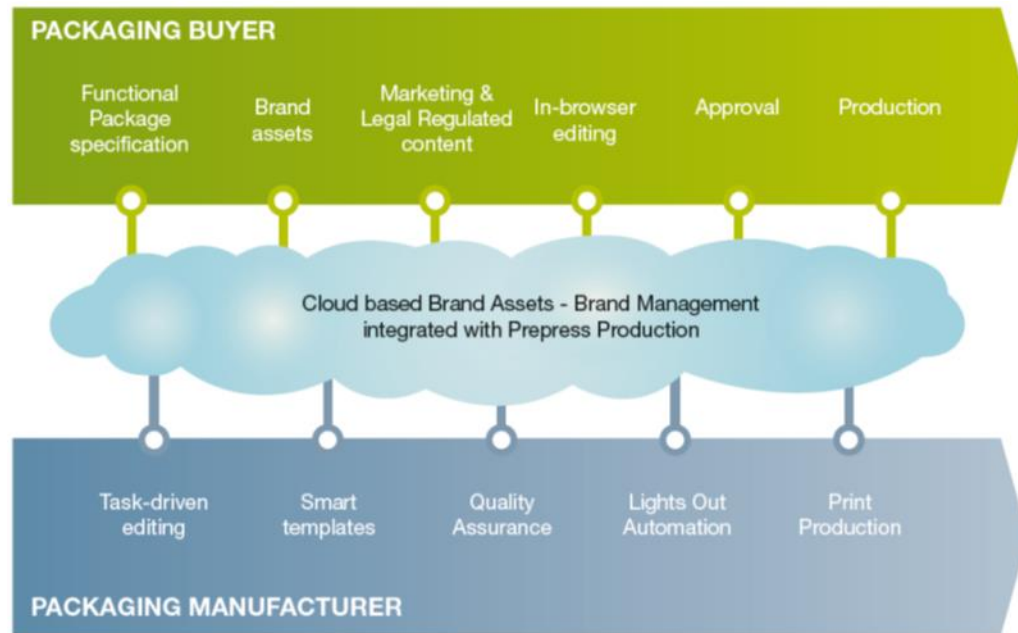 PACKAGING BUYER
Functional
Package
specification
Brand
assets
Marketing &
Legal Regulated
content
In-browser
editing
Approval
Production
Cloud based Brand Assets - Brand Management
integrated with Prepress Production
Task-driven
editing
Smart
templates
Quality
Assurance
Lights Out
Automation
Print
Production
PACKAGING MANUFACTURER